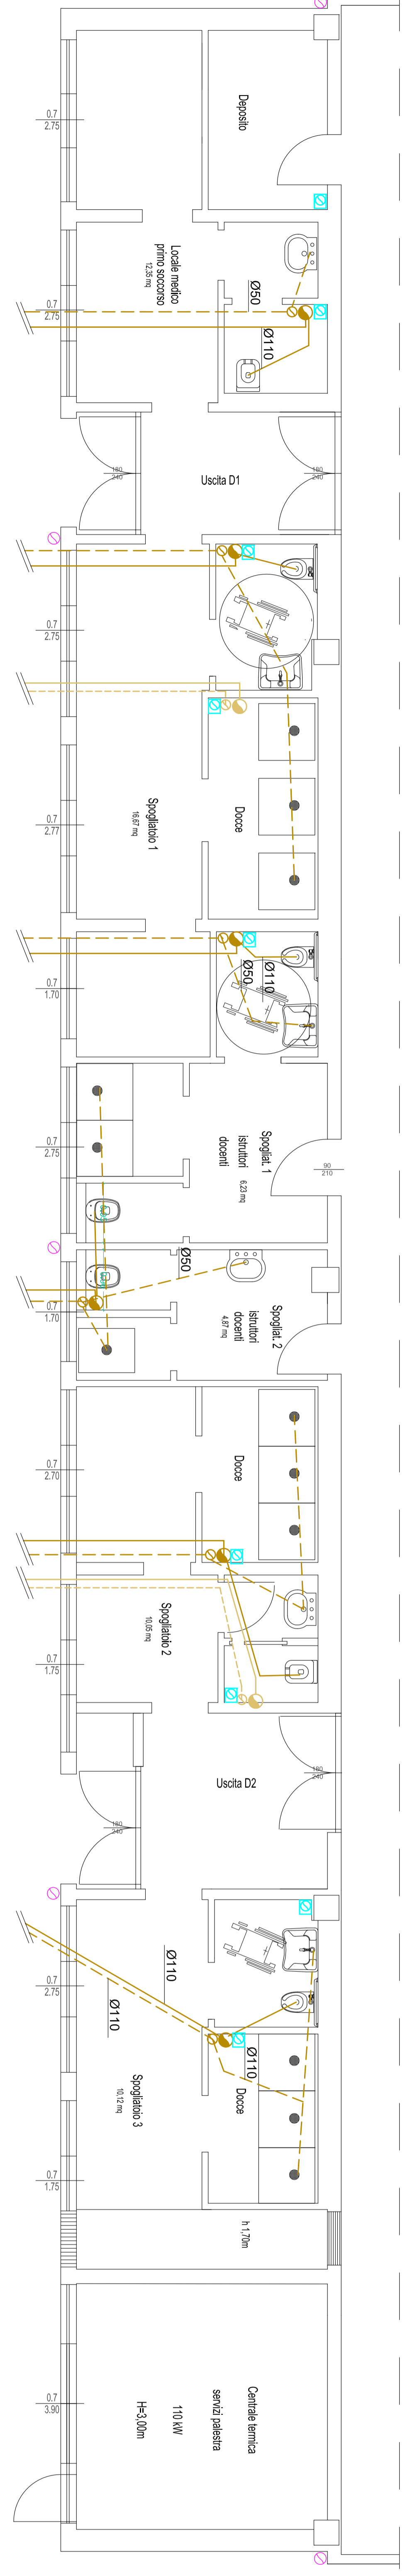 0.7
2.75
Deposito
Locale medico
primo soccorso
12,35 mq
0.7
2.75
Ø50
Ø110
180
240
Uscita D1
180
240
0.7
2.75
0.7
2.77
Spogliatoio 1
16,67 mq
Docce
Ø50
Ø110
0.7
1.70
0.7
2.75
Spogliat. 1
istruttori
docenti
6,23 mq
90
210
Ø50
0.7
1.70
Spogliat. 2
istruttori
docenti
4,87 mq
0.7
2.70
Docce
0.7
1.75
Spogliatoio 2
10,05 mq
Uscita D2
180
240
180
240
0.7
2.75
Ø110
Ø110
Ø110
Spogliatoio 3
10,12 mq
Docce
0.7
1.75
h 1,70m
0.7
3.90
Centrale termica
servizi palestra
110 kW
H=3,00m